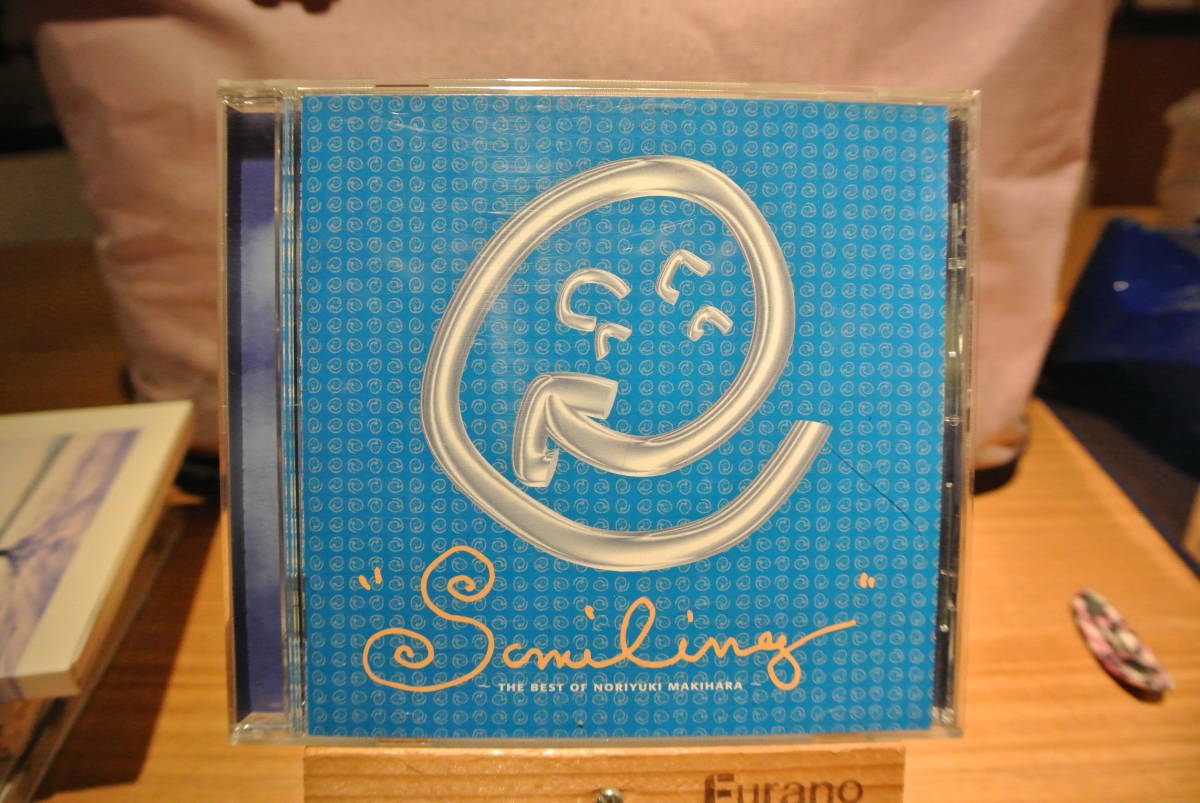 "Smiling"
~ THE BEST OF NORIYUKI MAKIHARA ~
Furano